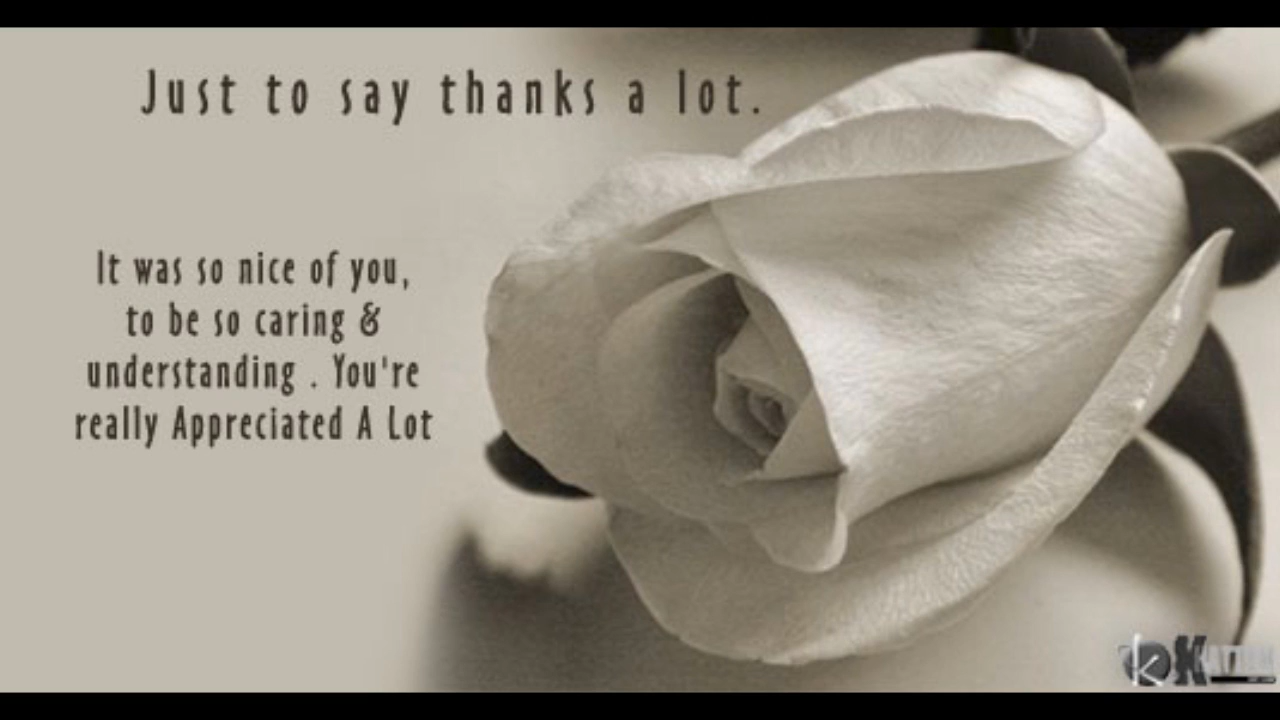 Just to say thanks a lot.
It was so nice of you,
to be so caring &
understanding . You're
really Appreciated A Lot